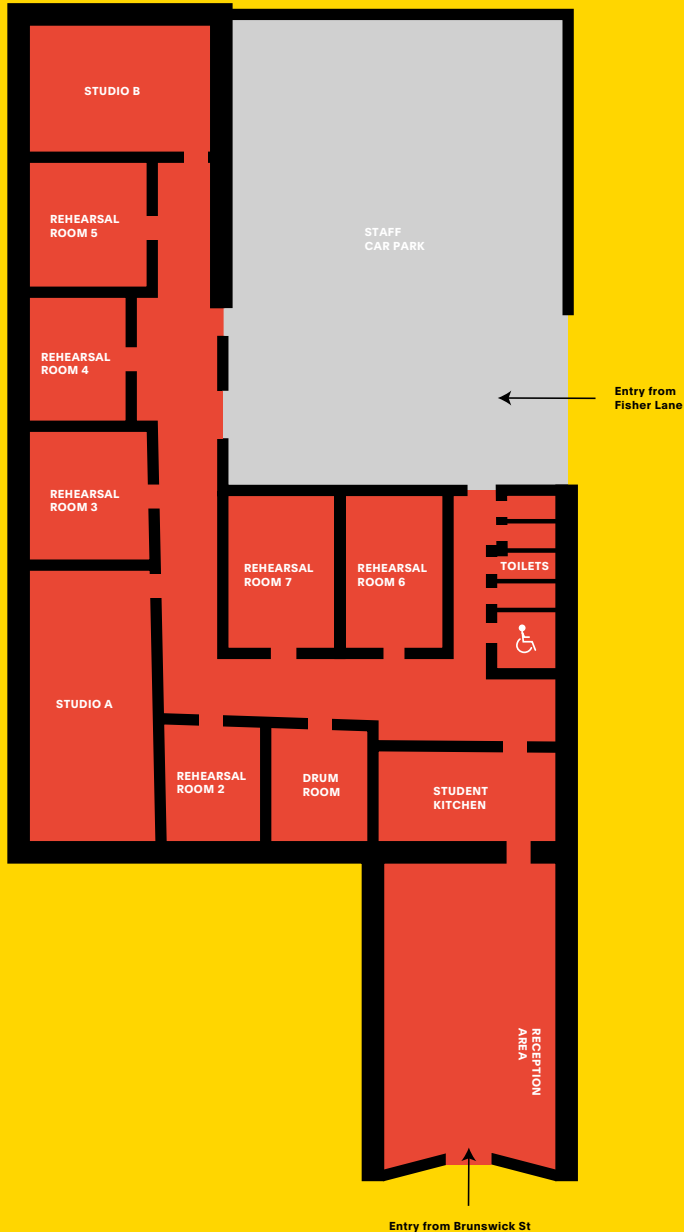 STUDIO B
REHEARSAL
ROOM 5
STAFF
CAR PARK
REHEARSAL
ROOM 4
Entry from
Fisher Lane
REHEARSAL
ROOM 3
REHEARSAL
ROOM 7
REHEARSAL
ROOM 6
TOILETS
STUDIO A
REHEARSAL
ROOM 2
DRUM
ROOM
STUDENT
KITCHEN
RECEPTION
AREA
Entry from Brunswick St